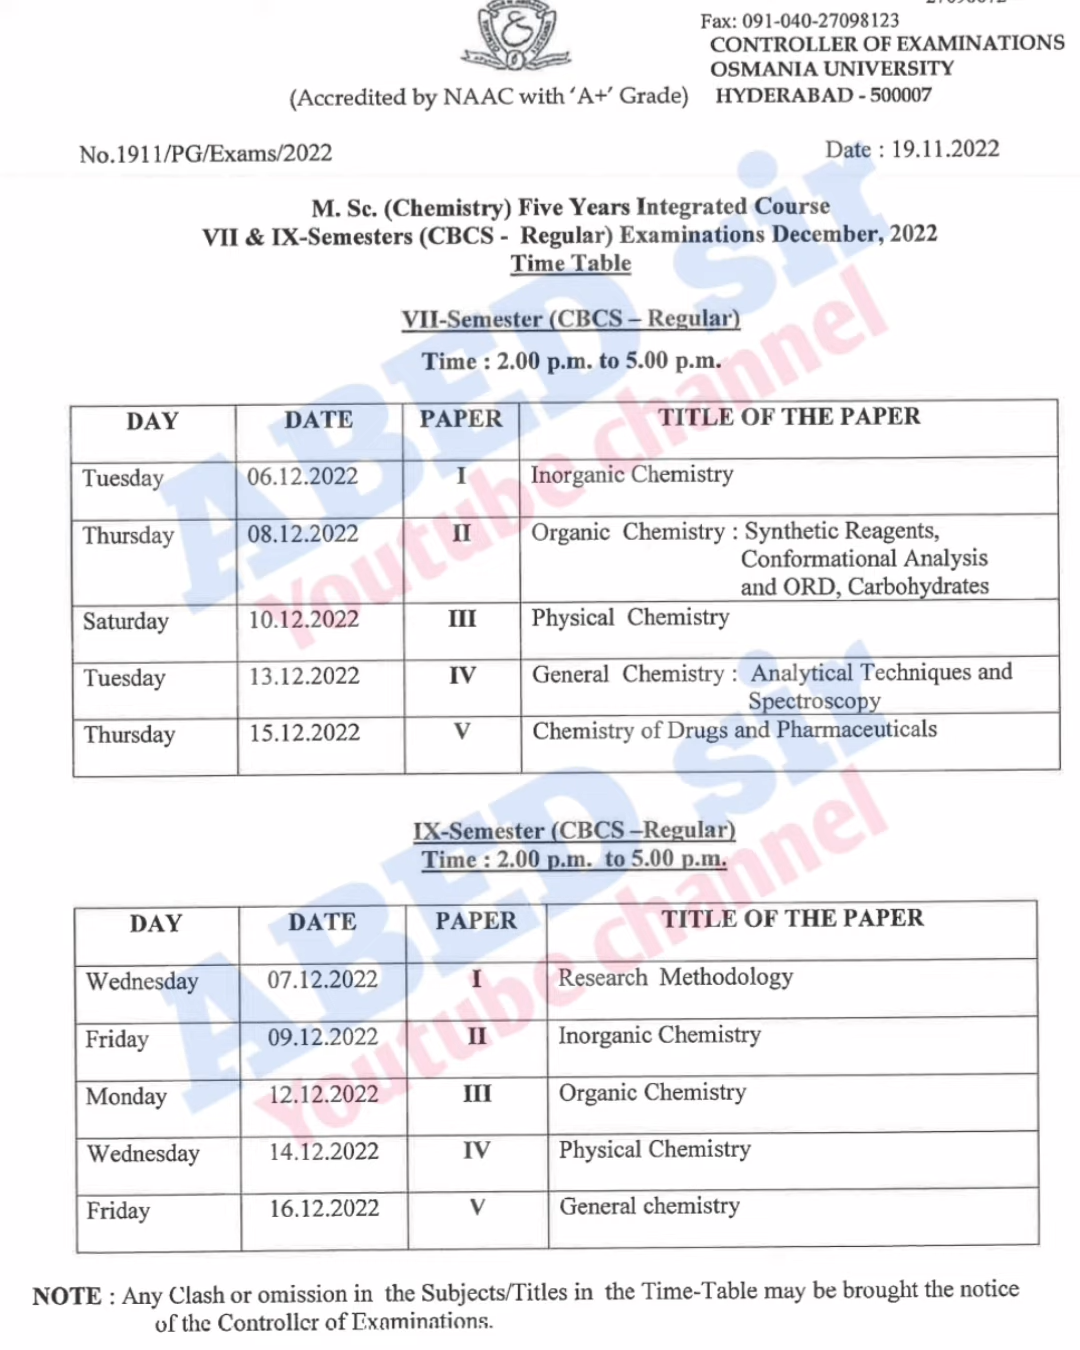 Fax: 091-040-27098123
CONTROLLER OF EXAMINATIONS
OSMANIA UNIVERSITY
(Accredited by NAAC with 'A+' Grade) HYDERABAD - 500007
No.1911/PG/Exams/2022 Date : 19.11.2022
M. Sc. (Chemistry) Five Years Integrated Course
VII & IX-Semesters (CBCS - Regular) Examinations December, 2022
Time Table
VII-Semester (CBCS – Regular)
Time : 2.00 p.m. to 5.00 p.m.
DAY DATE PAPER TITLE OF THE PAPER
Tuesday 06.12.2022 I Inorganic Chemistry
Thursday 08.12.2022 II Organic Chemistry : Synthetic Reagents,
Conformational Analysis
and ORD, Carbohydrates
Saturday 10.12.2022 III Physical Chemistry
Tuesday 13.12.2022 IV General Chemistry : Analytical Techniques and
Spectroscopy
Thursday 15.12.2022 V Chemistry of Drugs and Pharmaceuticals
IX-Semester (CBCS –Regular)
Time : 2.00 p.m. to 5.00 p.m.
DAY DATE PAPER TITLE OF THE PAPER
Wednesday 07.12.2022 I Research Methodology
Friday 09.12.2022 II Inorganic Chemistry
Monday 12.12.2022 III Organic Chemistry
Wednesday 14.12.2022 IV Physical Chemistry
Friday 16.12.2022 V General chemistry
NOTE : Any Clash or omission in the Subjects/Titles in the Time-Table may be brought the notice
of the Controller of Examinations.
ABED sir
Youtube channel
ABED sir
Youtube channel